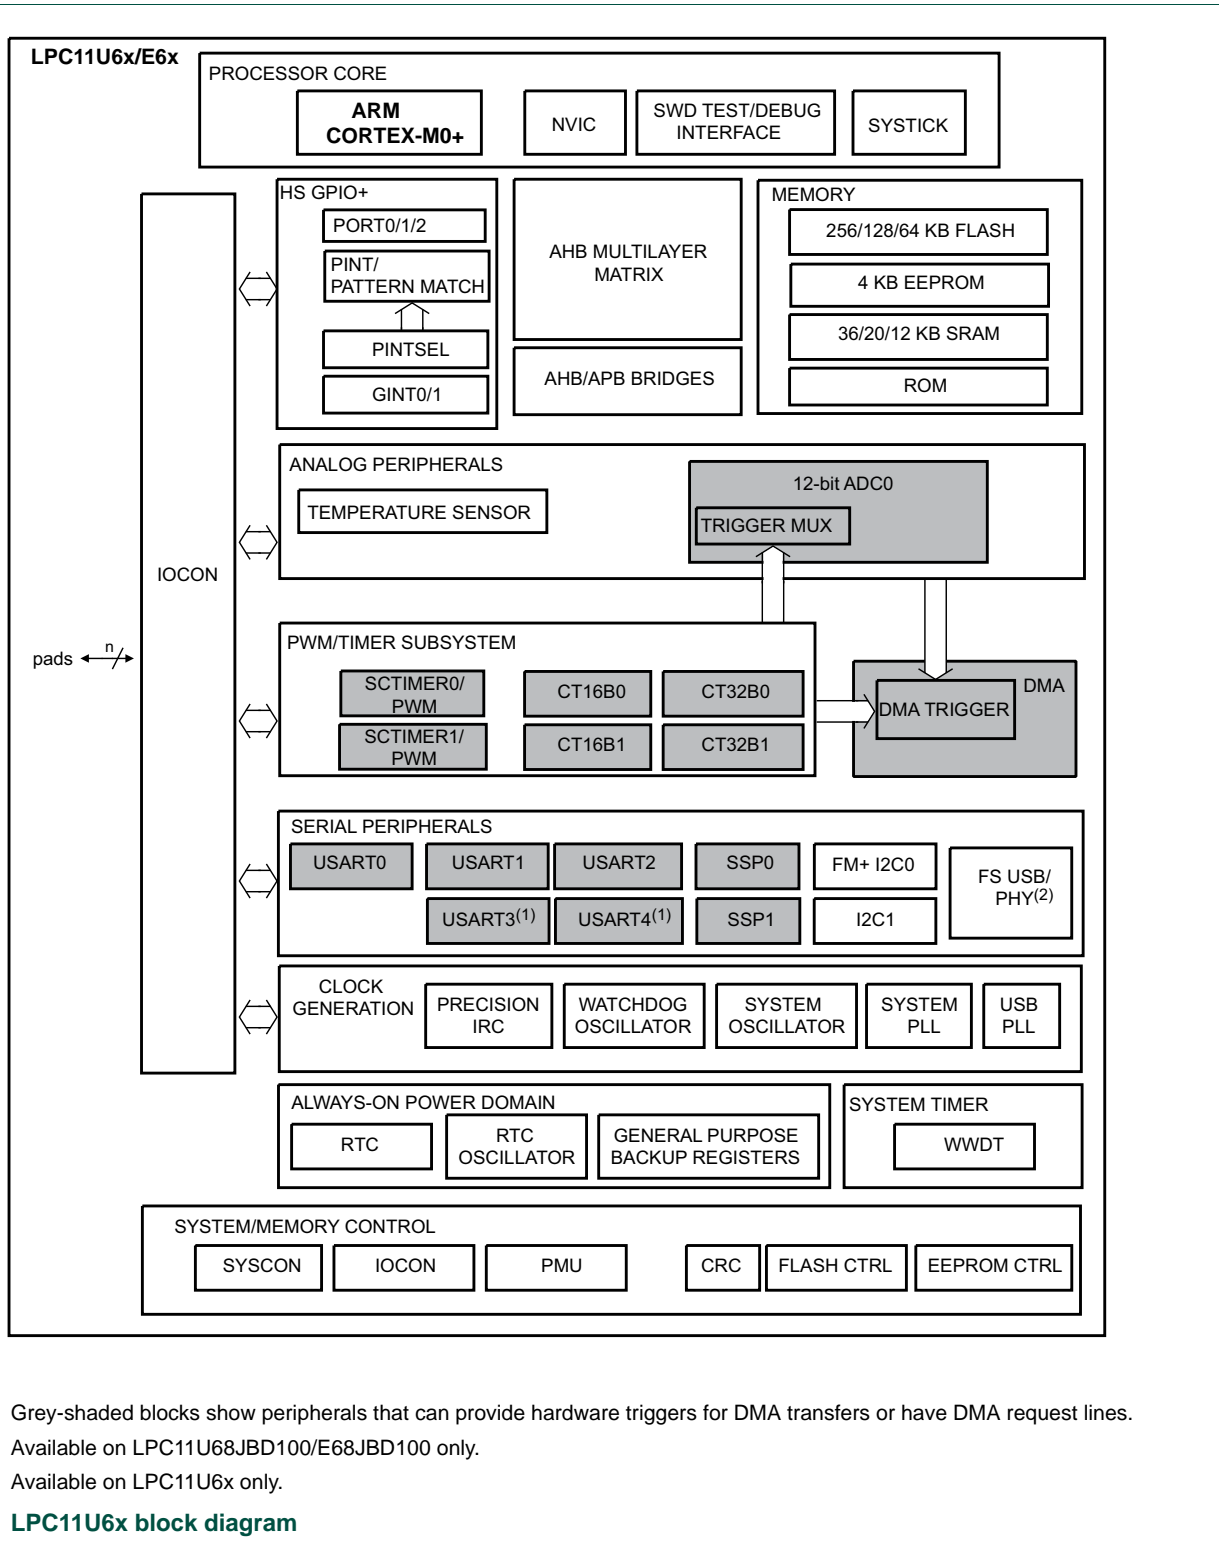 LPC11U6x/E6x
PROCESSOR CORE
ARM
CORTEX-M0+
NVIC
SWD TEST/DEBUG
INTERFACE
SYSTICK
HS GPIO+
PORT0/1/2
PINT/
PATTERN MATCH
PINTSEL
GINT0/1
AHB MULTILAYER
MATRIX
AHB/APB BRIDGES
MEMORY
256/128/64 KB FLASH
4 KB EEPROM
36/20/12 KB SRAM
ROM
IOCON
pads
n
ANALOG PERIPHERALS
TEMPERATURE SENSOR
12-bit ADC0
TRIGGER MUX
PWM/TIMER SUBSYSTEM
SCTIMER0/
PWM
CT16B0
CT32B0
SCTIMER1/
PWM
CT16B1
CT32B1
DMA
DMA TRIGGER
SERIAL PERIPHERALS
USART0
USART1
USART2
SSP0
FM+ I2C0
FS USB/
PHY(2)
USART3(1)
USART4(1)
SSP1
I2C1
CLOCK
GENERATION
PRECISION
IRC
WATCHDOG
OSCILLATOR
SYSTEM
OSCILLATOR
SYSTEM
PLL
USB
PLL
ALWAYS-ON POWER DOMAIN
RTC
RTC
OSCILLATOR
GENERAL PURPOSE
BACKUP REGISTERS
SYSTEM TIMER
WWDT
SYSTEM/MEMORY CONTROL
SYSCON
IOCON
PMU
CRC
FLASH CTRL
EEPROM CTRL
Grey-shaded blocks show peripherals that can provide hardware triggers for DMA transfers or have DMA request lines.
Available on LPC11U68JBD100/E68JBD100 only.
Available on LPC11U6x only.
LPC11U6x block diagram